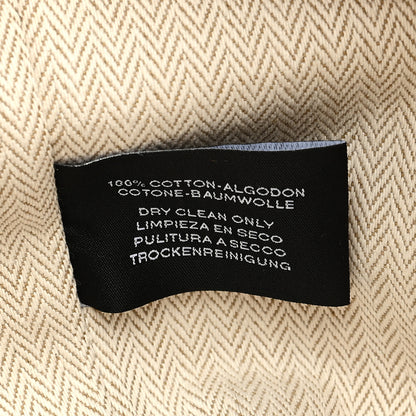 100% COTTON-ALGODON
COTONE-BAUMWOLLE
DRY CLEAN ONLY
LIMPIEZA EN SECO
PULITURA A SECCO
TROCKENREINIGUNG